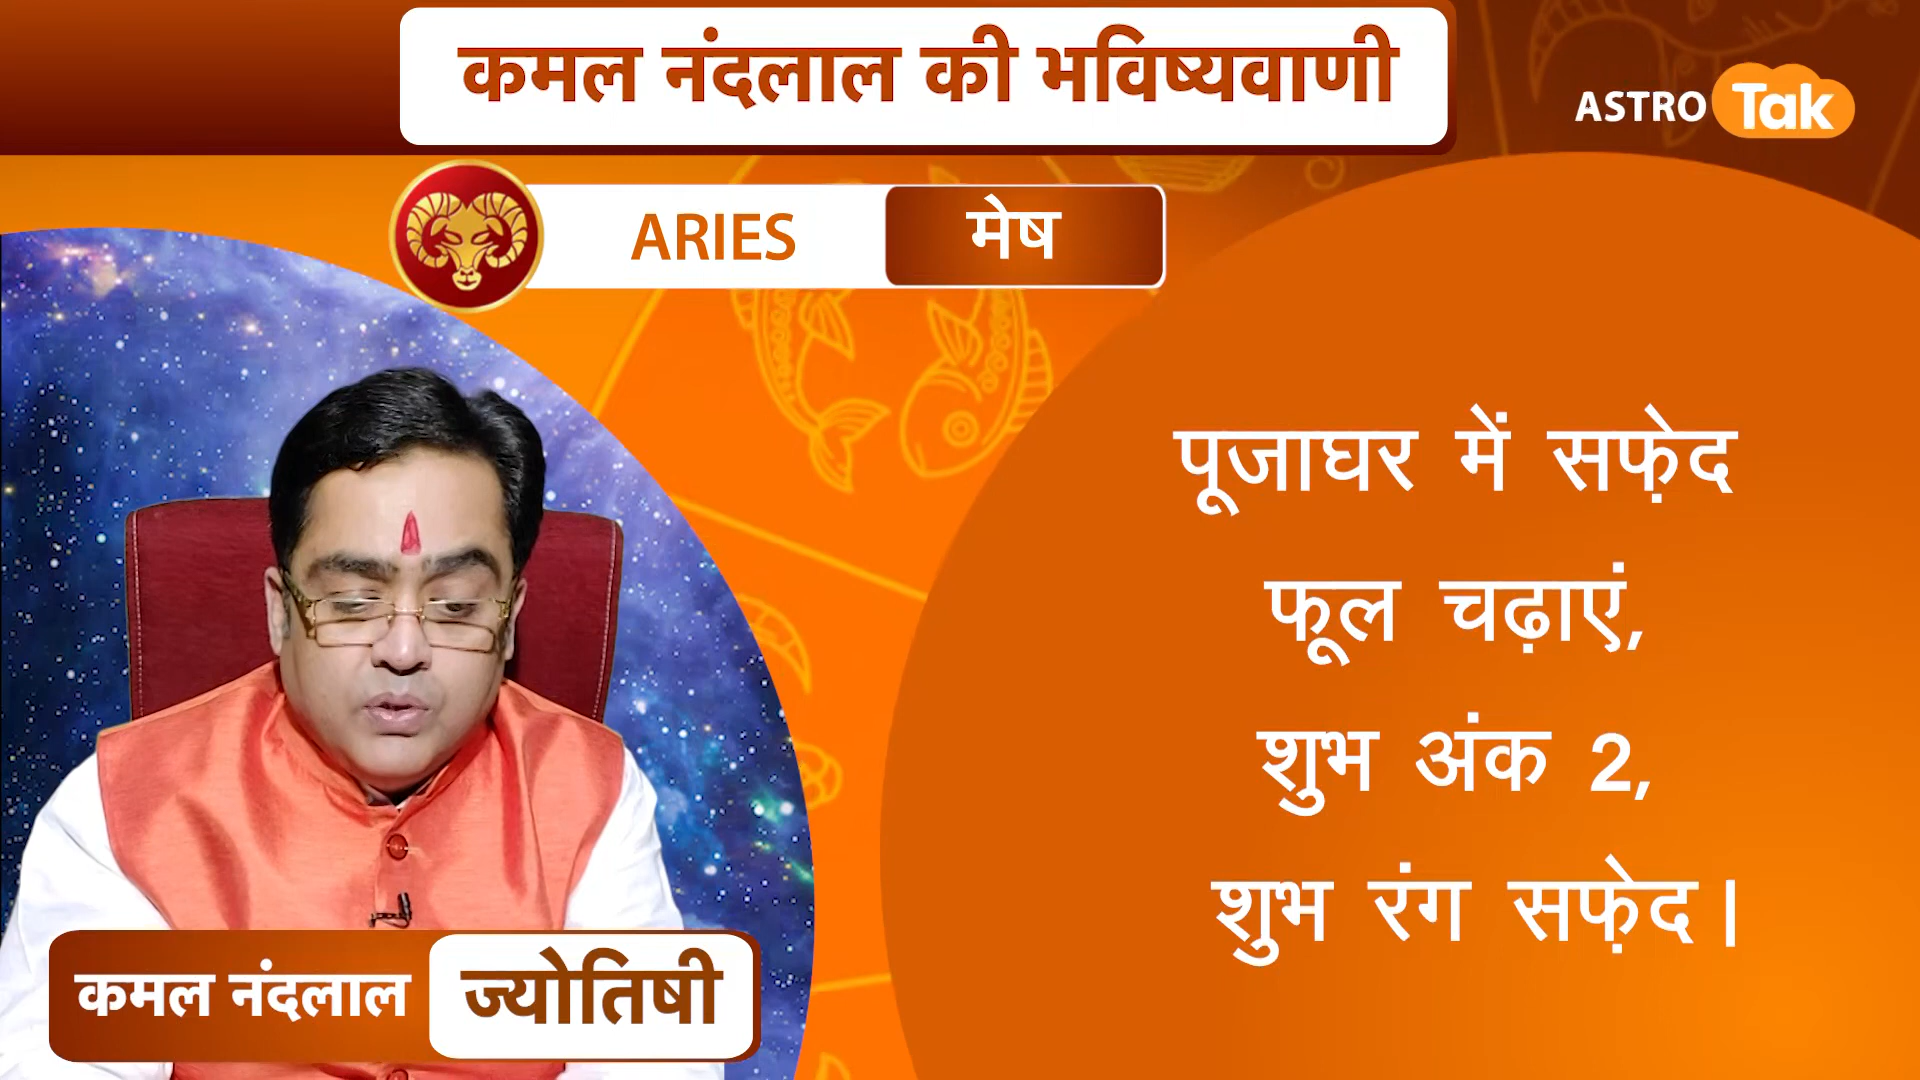 कमल नंदलाल की भविष्यवाणी
ASTRO Tak
ARIES मेष
पूजाघर में सफ़ेद
फूल चढ़ाएं,
शुभ अंक 2,
शुभ रंग सफ़ेद।
कमल नंदलाल ज्योतिषी